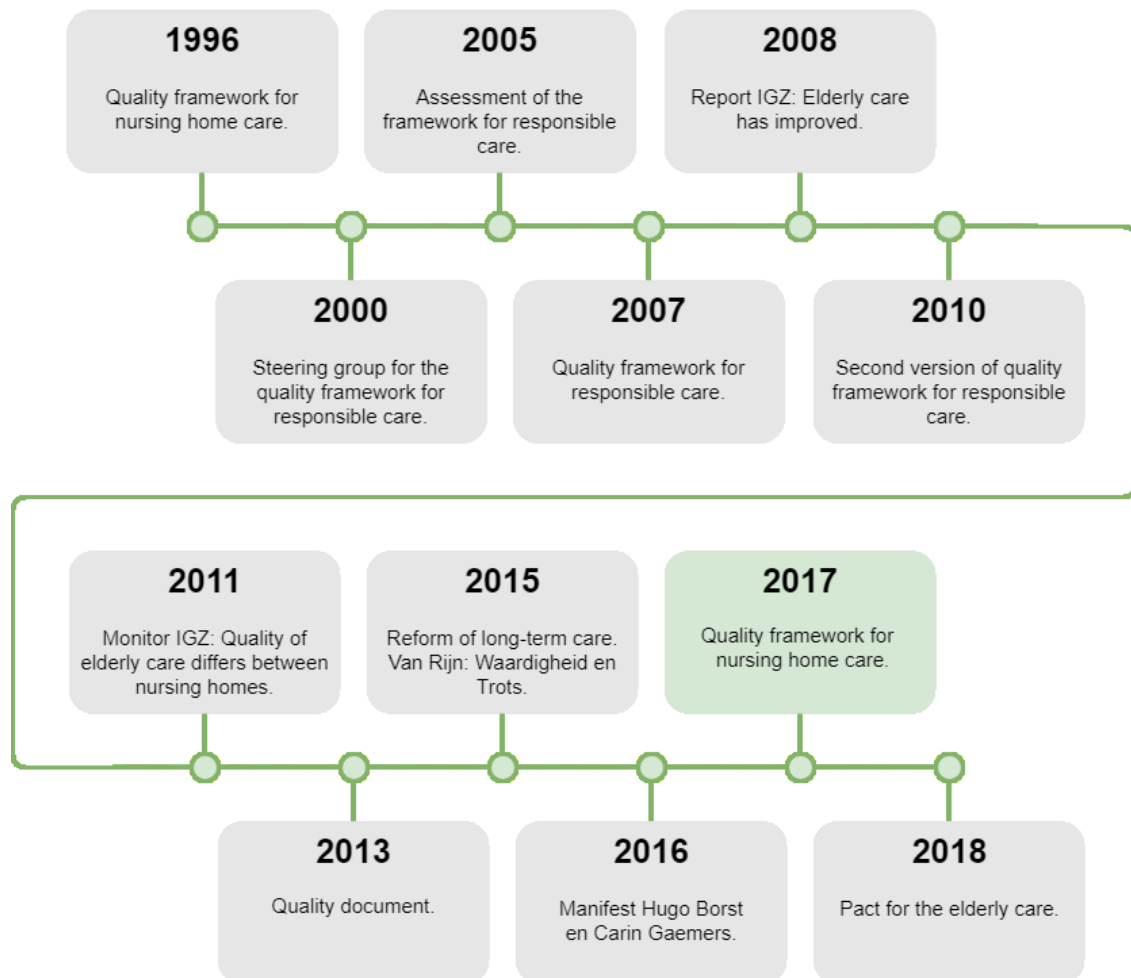 1996
Quality framework for
nursing home care.
2000
Steering group for the
quality framework for
responsible care.
2005
Assessment of the
framework for responsible
care.
2007
Quality framework for
responsible care.
2008
Report IGZ: Elderly care
has improved.
2010
Second version of quality
framework for responsible
care.
2011
Monitor IGZ: Quality of
elderly care differs between
nursing homes.
2013
Quality document.
2015
Reform of long-term care.
Van Rijn: Waardigheid en
Trots.
2016
Manifest Hugo Borst
en Carin Gaemers.
2017
Quality framework for
nursing home care.
2018
Pact for the elderly care.